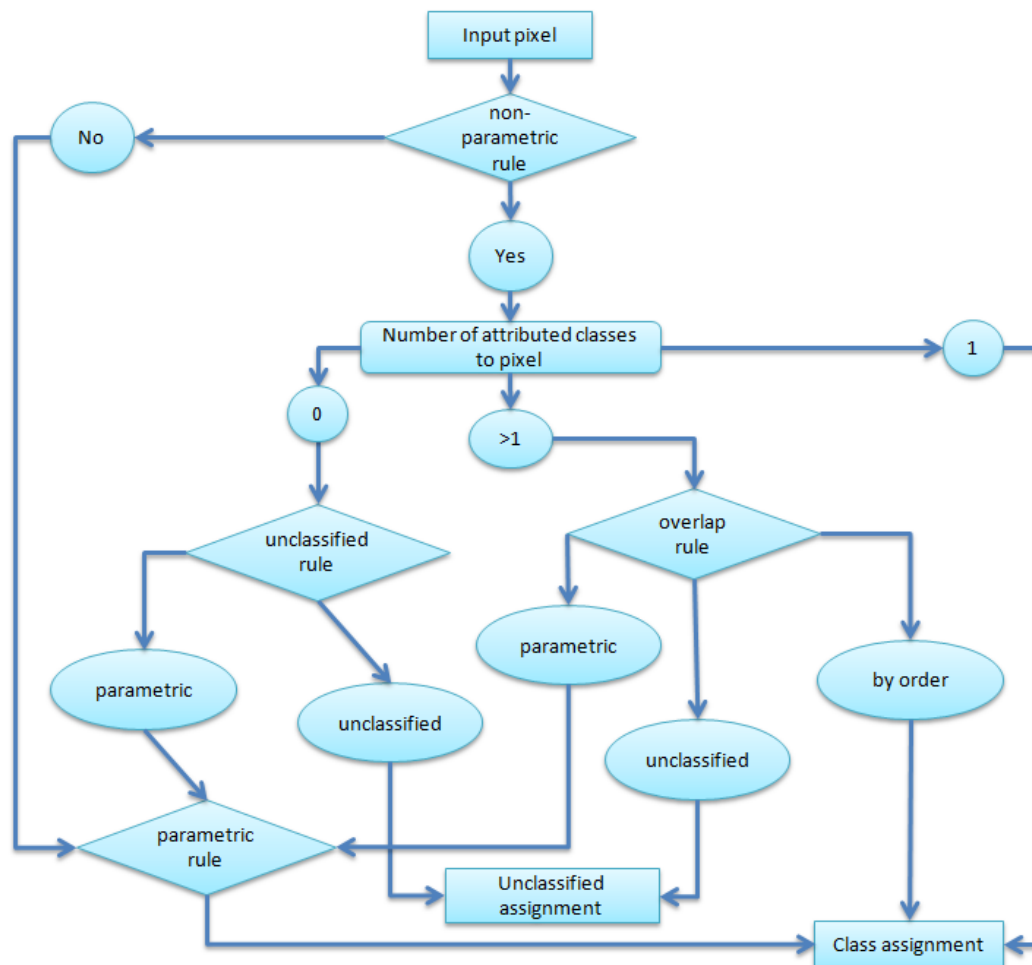 Input pixel
non-
parametric
rule
No
Yes
Number of attributed classes
to pixel
1
0
>1
unclassified
rule
overlap
rule
parametric
parametric
by order
unclassified
unclassified
parametric
rule
Unclassified
assignment
Class assignment